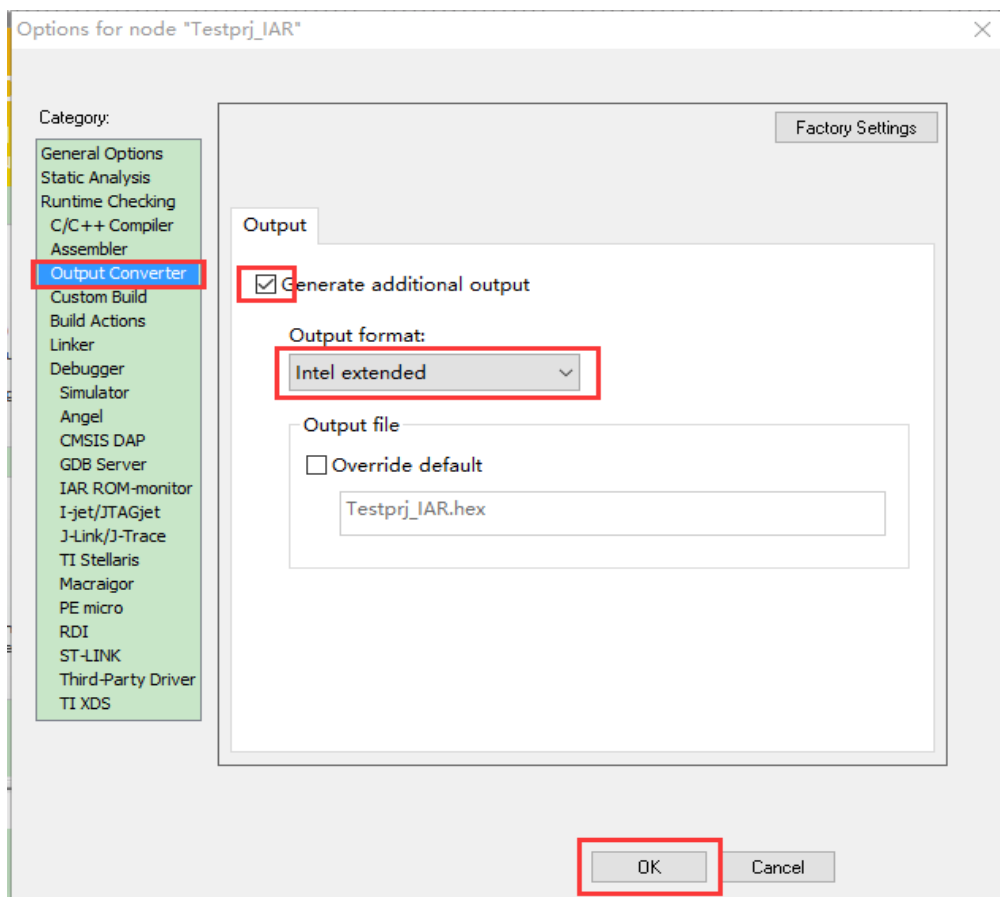 Options for node "Testprj_IAR"
Category:
Factory Settings
General Options
Static Analysis
Runtime Checking
C/C++ Compiler
Assembler
Output Converter
Custom Build
Build Actions
Linker
Debugger
Simulator
Angel
CMSIS DAP
GDB Server
IAR ROM-monitor
I-jet/JTAGjet
J-Link/J-Trace
TI Stellaris
Macraigor
PE micro
RDI
ST-LINK
Third-Party Driver
TI XDS
Output
Generate additional output
Output format:
Intel extended
Output file
Override default
Testprj_IAR.hex
OK
Cancel